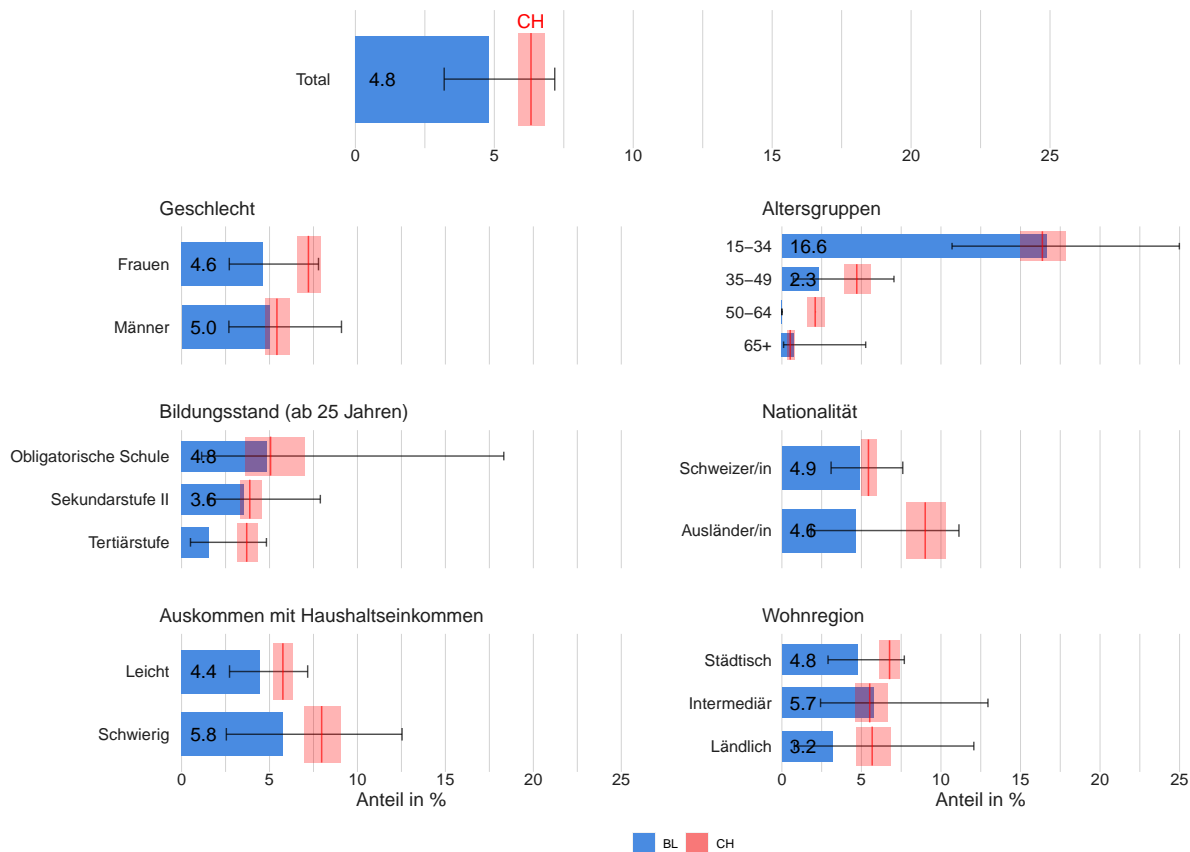 CH
Total
4.8
0 5 10 15 20 25
Geschlecht
Frauen
4.6
Männer
5.0
Altersgruppen
15–34
16.6
35–49
2.3
50–64
65+
Bildungsstand (ab 25 Jahren)
Obligatorische Schule
4.8
Sekundarstufe II
3.6
Tertiärstufe
Nationalität
Schweizer/in
4.9
Ausländer/in
4.6
Auskommen mit Haushaltseinkommen
Leicht
4.4
Schwierig
5.8
0 5 10 15 20 25
Anteil in %
Wohnregion
Städtisch
4.8
Intermediär
5.7
Ländlich
3.2
0 5 10 15 20 25
Anteil in %
BL CH